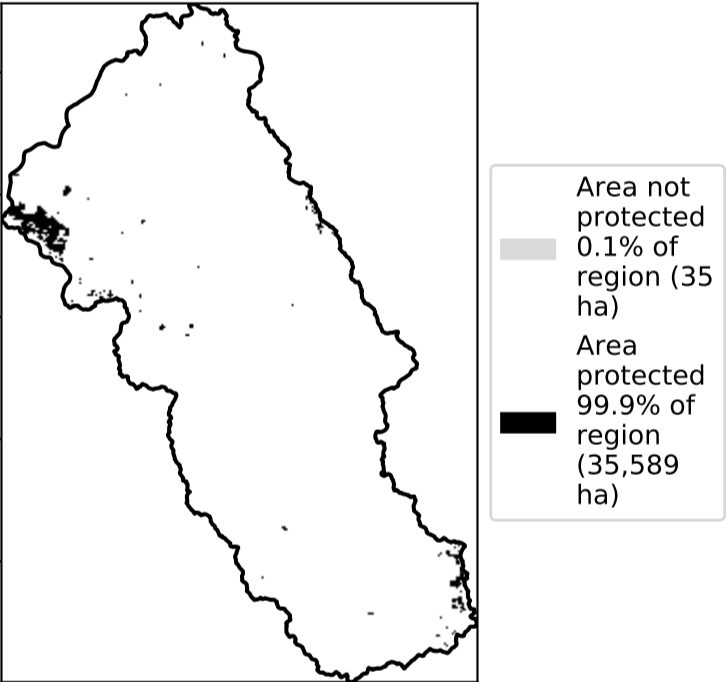 Area not
protected
0.1% of
region (35
ha)
Area
protected
99.9% of
region
(35,589
ha)